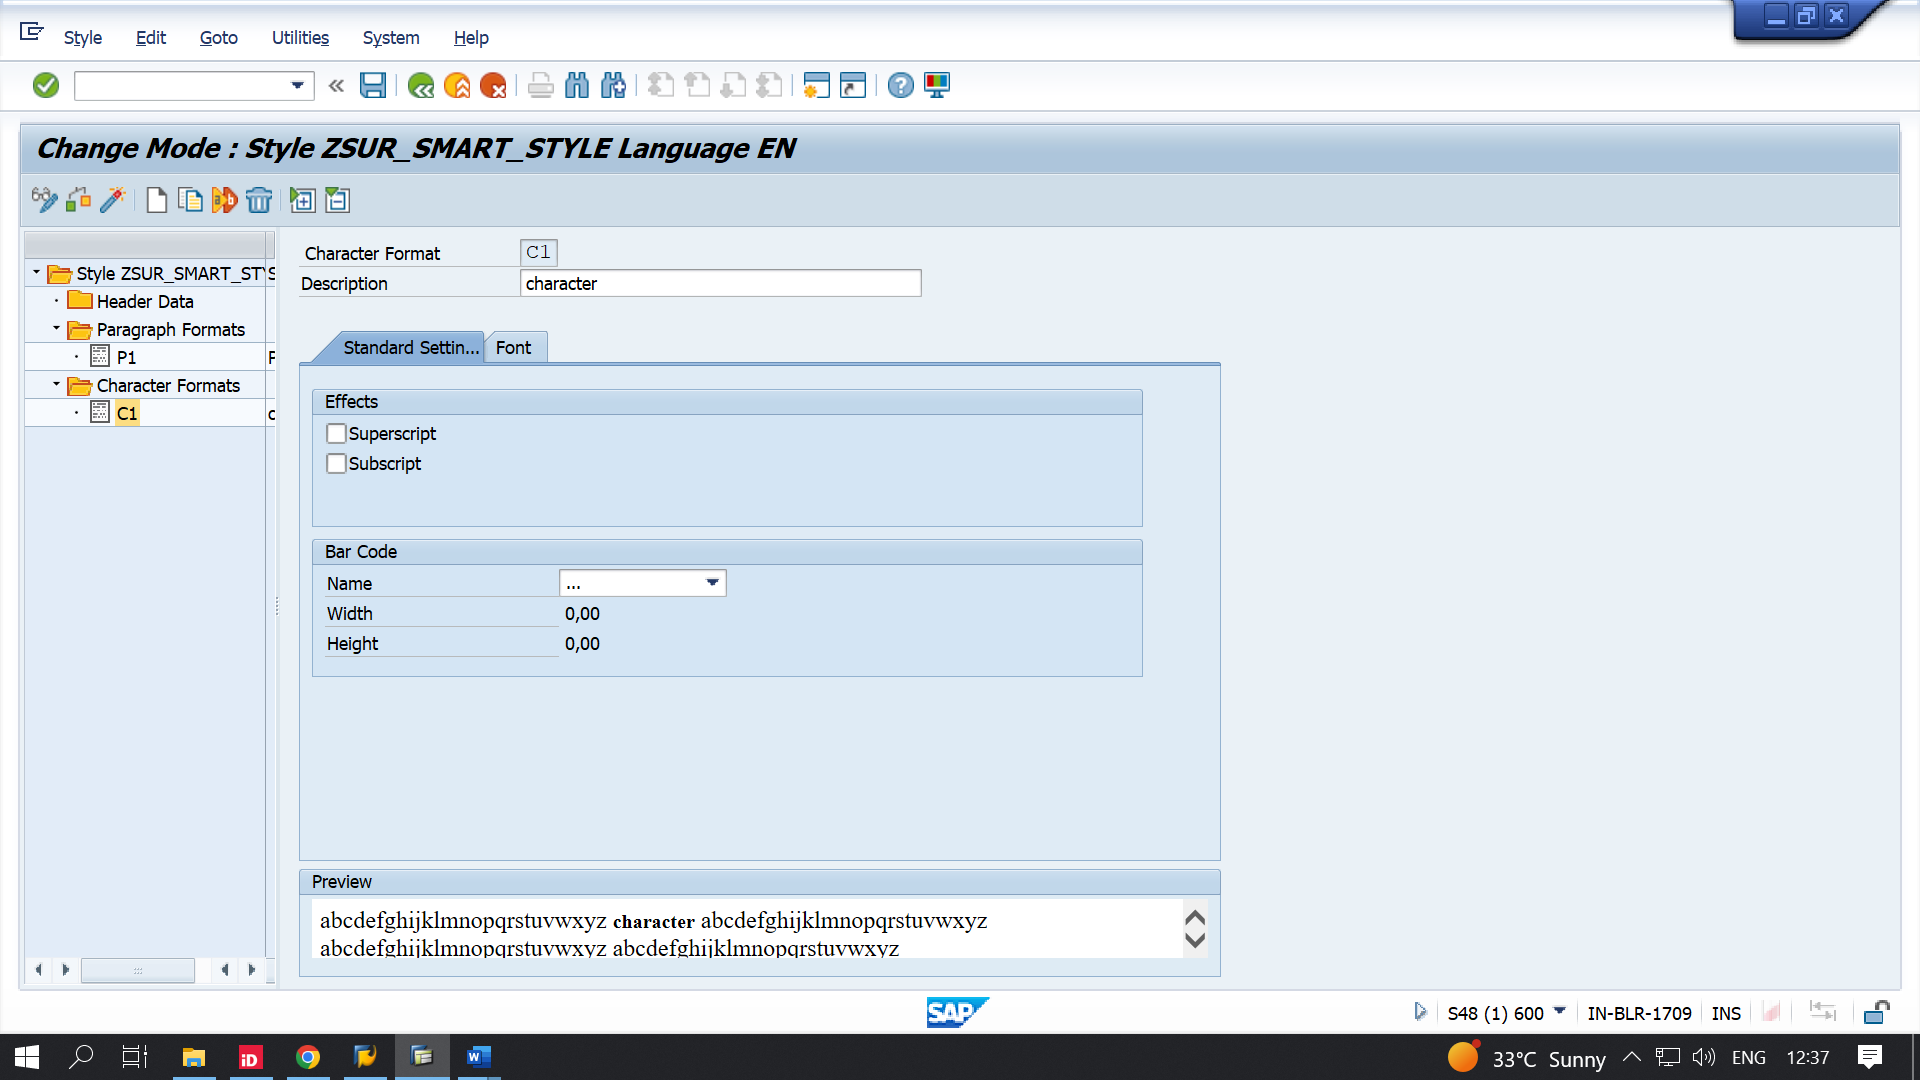 Style Edit Goto Utilities System Help
Change Mode : Style ZSUR_SMART_STYLE Language EN
Character Format C1
Description character
Style ZSUR_SMART_STY S
Header Data
Paragraph Formats
P1 P
Character Formats
C1 c
Standard Settin... Font
Effects
Superscript
Subscript
Bar Code
Name ...
Width 0,00
Height 0,00
Preview
abcdefghijklmnopqrstuvwxyz character abcdefghijklmnopqrstuvwxyz
abcdefghijklmnopqrstuvwxyz abcdefghijklmnopqrstuvwxyz
SAP
S48 (1) 600 IN-BLR-1709 INS
iD
W
33°C Sunny ENG 12:37